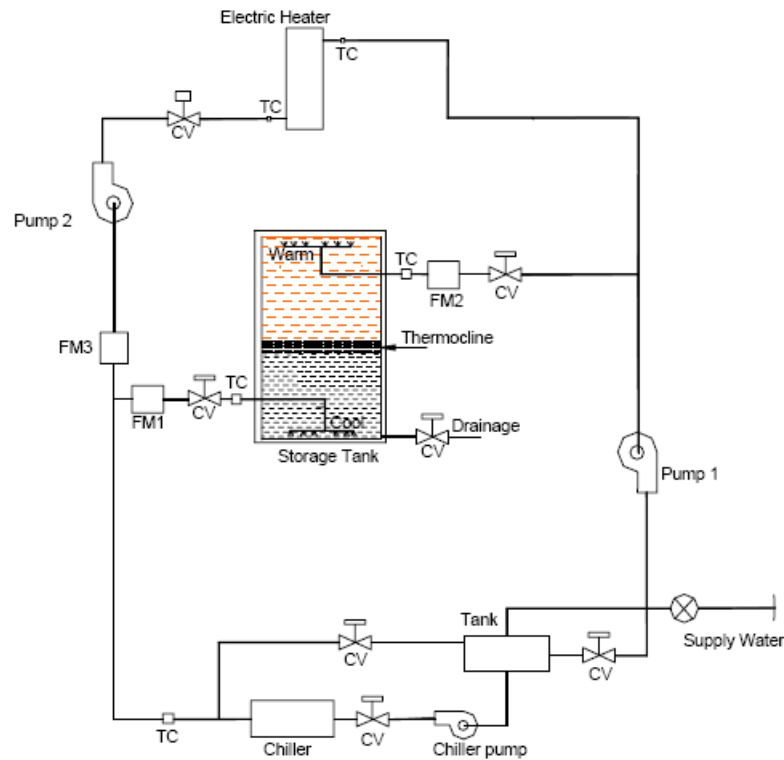 Electric Heater
TC
TC
CV
Pump 2
Warm
TC
FM2
CV
Thermocline
FM3
FM1
CV
TC
Cool
Storage Tank
CV
Drainage
Pump 1
Tank
Supply Water
CV
CV
TC
Chiller
CV
Chiller pump